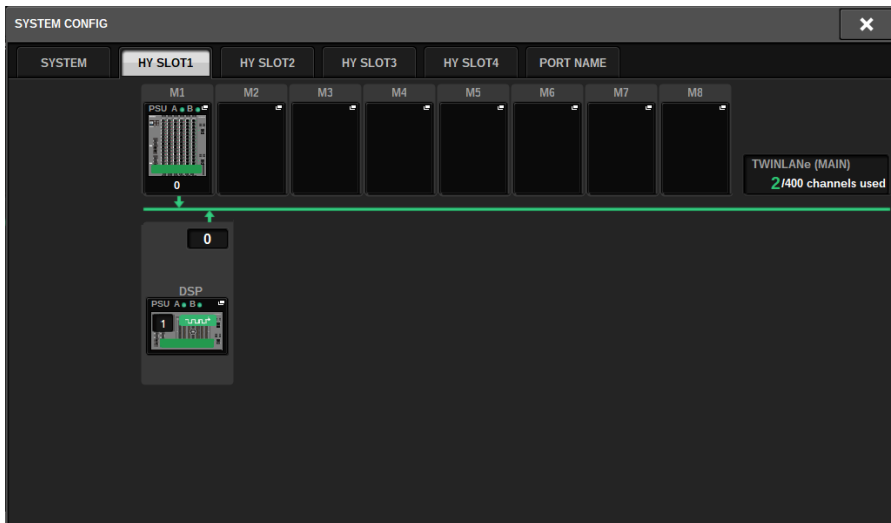 SYSTEM CONFIG
SYSTEM HY SLOT1 HY SLOT2 HY SLOT3 HY SLOT4 PORT NAME
M1 M2 M3 M4 M5 M6 M7 M8
PSU A B
0
TWINLANe (MAIN)
2/400 channels used
0
DSP
PSU A B
1